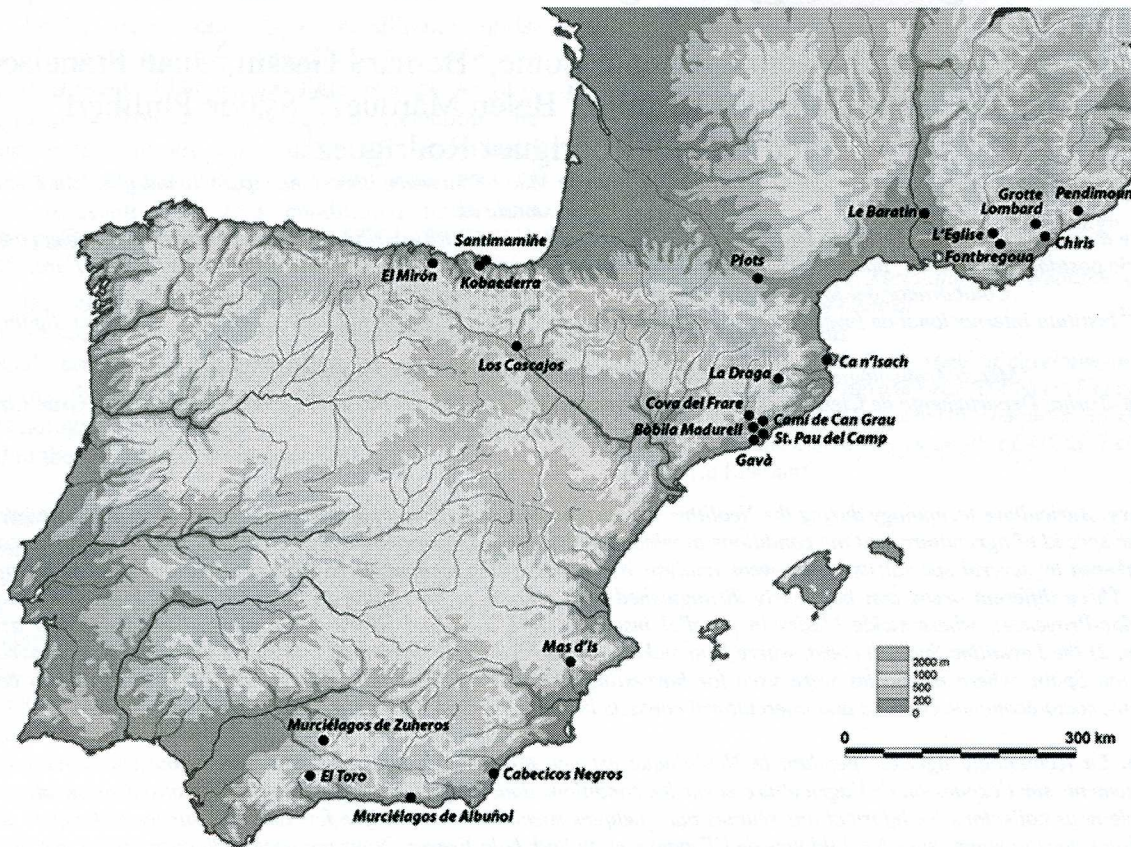 Pendimoun
Grotte
Lombard
Le Baratin
L'Eglise
Chiris
Fontbregoua
Santimamiñe
El Mirón
Kobaederra
Plots
Los Cascajos
Ca n'Isach
La Draga
Cova del Frare
Camí de Can Grau
Bobila Madurell
St. Pau del Camp
Gavà
Mas d'Is
2000 m
1000
500
200
0
0 300 km
Murciélagos de Zuheros
El Toro
Cabecicos Negros
Murciélagos de Albuñol